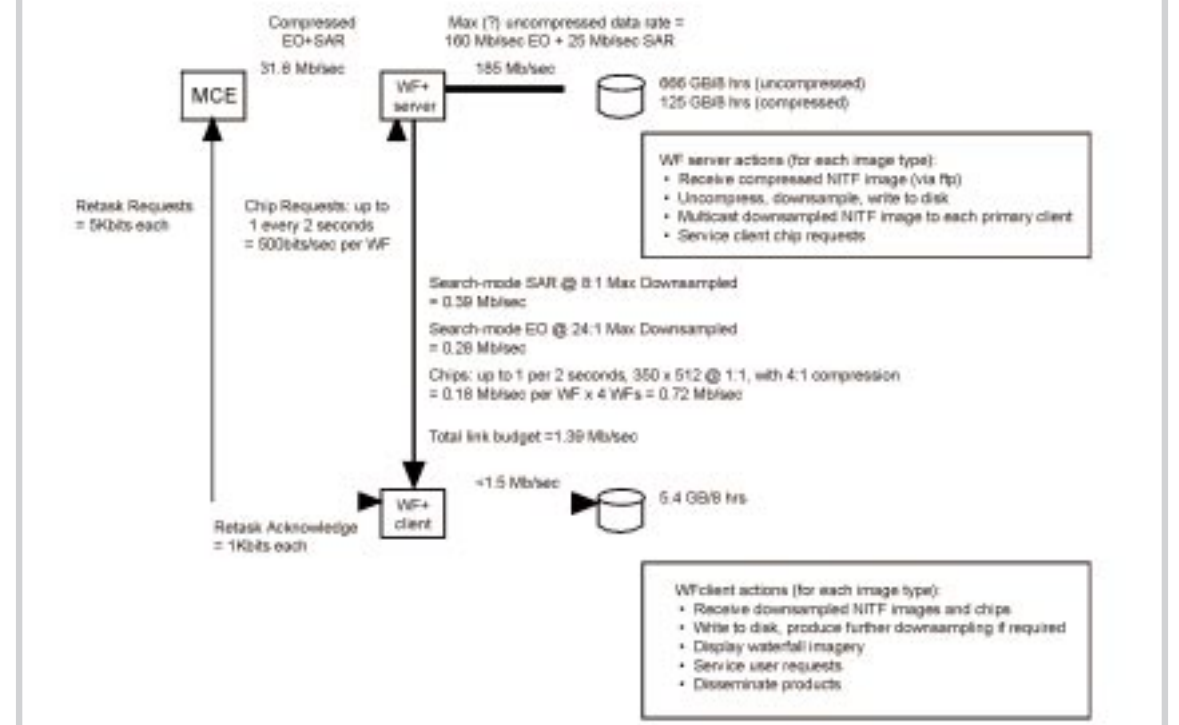 Compressed
EO+SAR
31.8 Mb/sec
Max (?) uncompressed data rate =
160 Mb/sec EO + 25 Mb/sec SAR
185 Mb/sec
MCE
WF+
server
666 GB/8 hrs (uncompressed)
125 GB/8 hrs (compressed)
WF server actions (for each image type):
• Receive compressed NITF image (via ftp)
• Uncompress, downsample, write to disk
• Multicast downsampled NITF image to each primary client
• Service client chip requests
Retask Requests
= 5Kbits each
Chip Requests: up to
1 every 2 seconds
= 500bits/sec per WF
Search-mode SAR @ 8:1 Max Downsampled
= 0.39 Mb/sec
Search-mode EO @ 24:1 Max Downsampled
= 0.28 Mb/sec
Chips: up to 1 per 2 seconds, 350 x 512 @ 1:1, with 4:1 compression
= 0.18 Mb/sec per WF x 4 WFs = 0.72 Mb/sec
Total link budget =1.39 Mb/sec
<1.5 Mb/sec
WF+
client
5.4 GB/8 hrs
Retask Acknowledge
= 1Kbits each
WFclient actions (for each image type):
• Receive downsampled NITF images and chips
• Write to disk, produce further downsampling if required
• Display waterfall imagery
• Service user requests
• Disseminate products